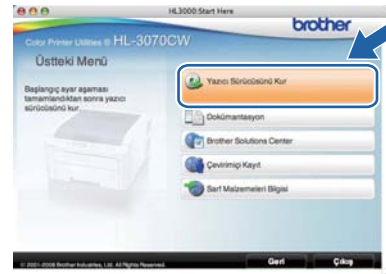 HL3000:Start Here
brother
Color Printer Utilities © HL-3070CW
Üstteki Menü
Başlangıç ayar aşaması
tamamlandıktan sonra yazıcı
sürücüsünü kur.
Yazıcı Sürücüsünü Kur
Dokümantasyon
Brother Solutions Center
Çevrimiçi Kayıt
Sarf Malzemeleri Bilgisi
© 2001-2008 Brother Industries, Ltd. All Rights Reserved.
Geri
Çıkış